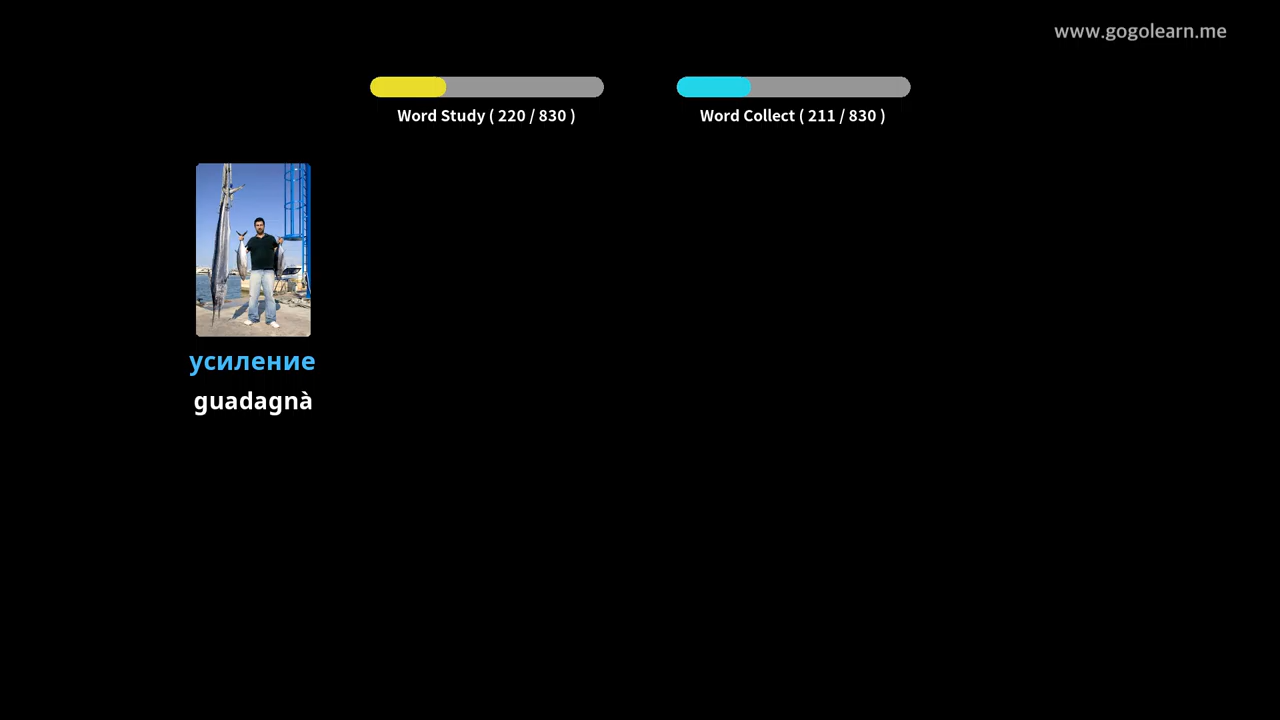 www.gogolearn.me
Word Study ( 220 / 830 )
Word Collect ( 211 / 830 )
усиление
guadagnà